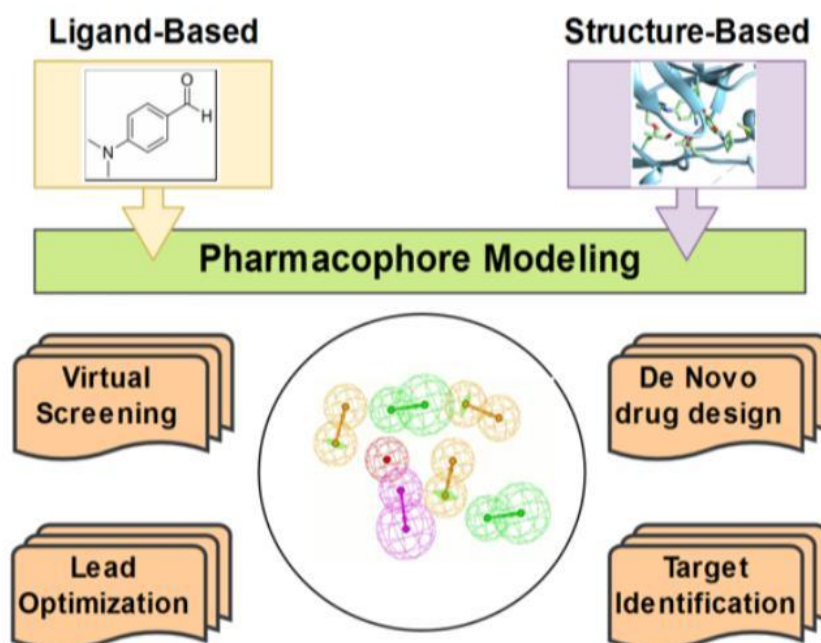 Ligand-Based
Structure-Based
O
H
N
Pharmacophore Modeling
Virtual
Screening
De Novo
drug design
Lead
Optimization
Target
Identification